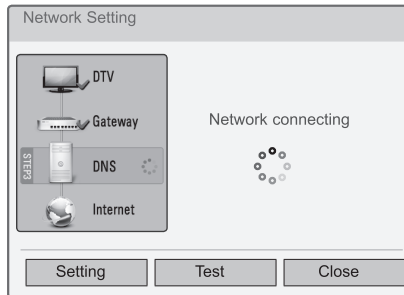 Network Setting
DTV
Gateway
Network connecting
STEP3
DNS
Internet
Setting
Test
Close